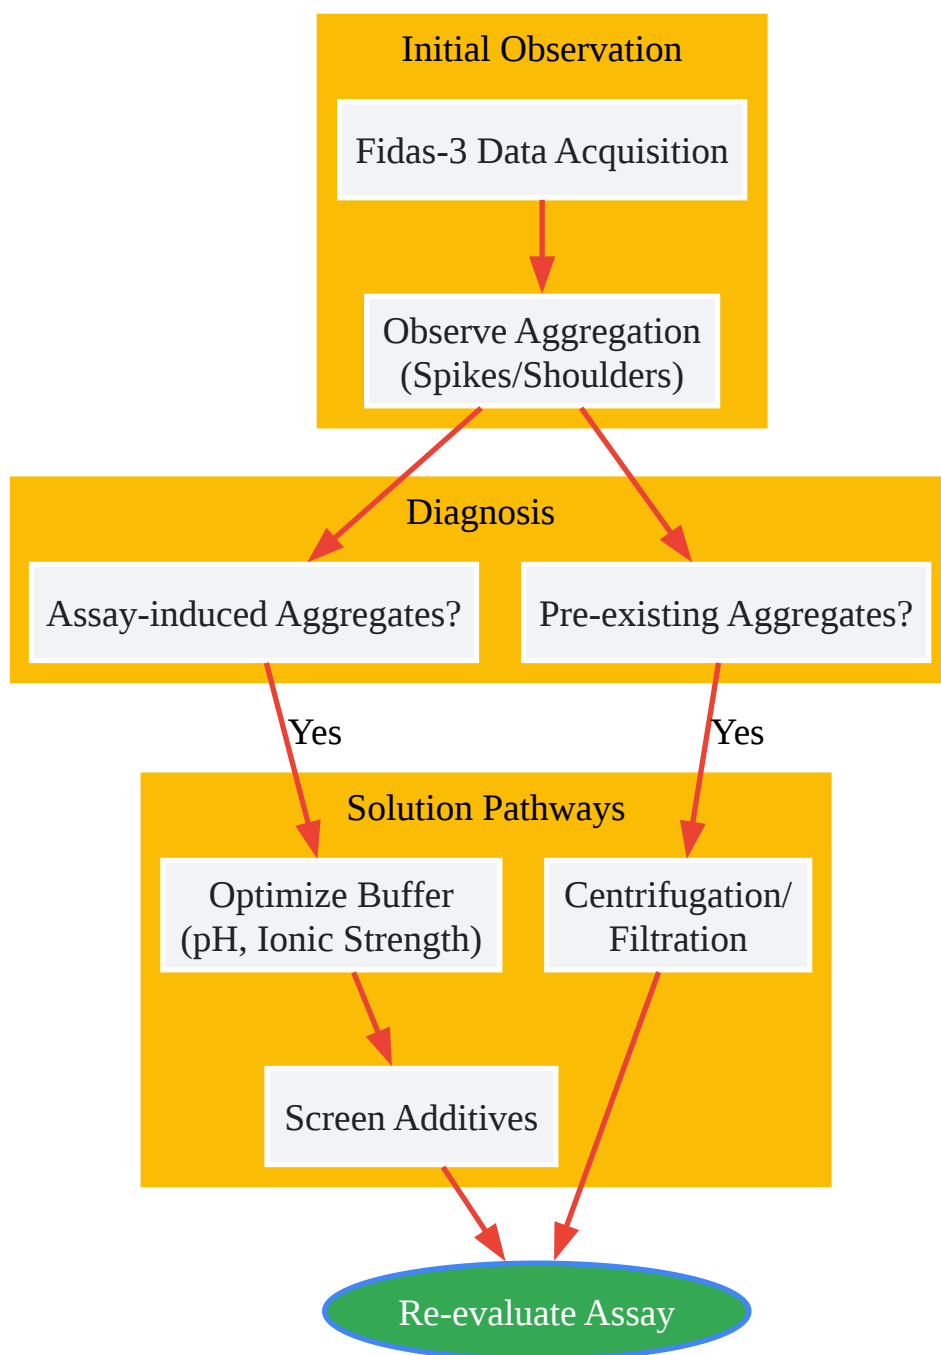 Initial Observation
Fidas-3 Data Acquisition
Observe Aggregation
(Spikes/Shoulders)
Diagnosis
Assay-induced Aggregates?
Pre-existing Aggregates?
Yes
Yes
Solution Pathways
Optimize Buffer
(pH, Ionic Strength)
Centrifugation/
Filtration
Screen Additives
Re-evaluate Assay